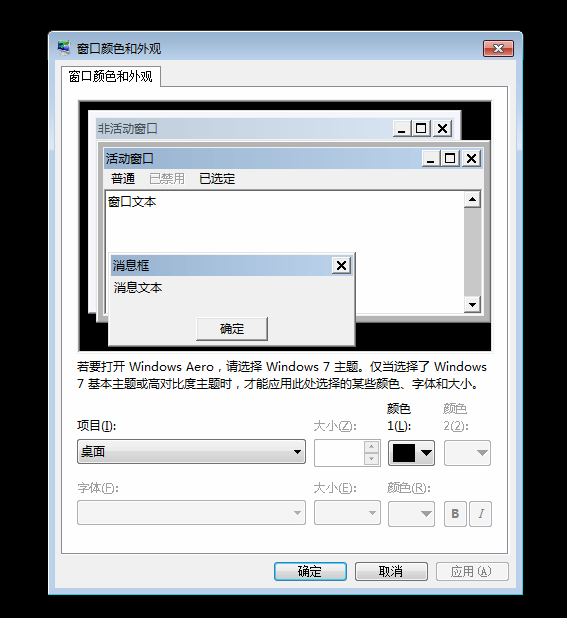 窗口颜色和外观
窗口颜色和外观
非活动窗口
活动窗口
普通 已禁用 已选定
窗口文本
消息框
消息文本
确定
若要打开 Windows Aero，请选择 Windows 7 主题。仅当选择了 Windows
7 基本主题或高对比度主题时，才能应用此处选择的某些颜色、字体和大小。
项目(I): 大小(Z): 颜色 1(L): 颜色 2(2):
桌面
字体(F): 大小(E): 颜色(R):
B I
确定 取消 应用(A)